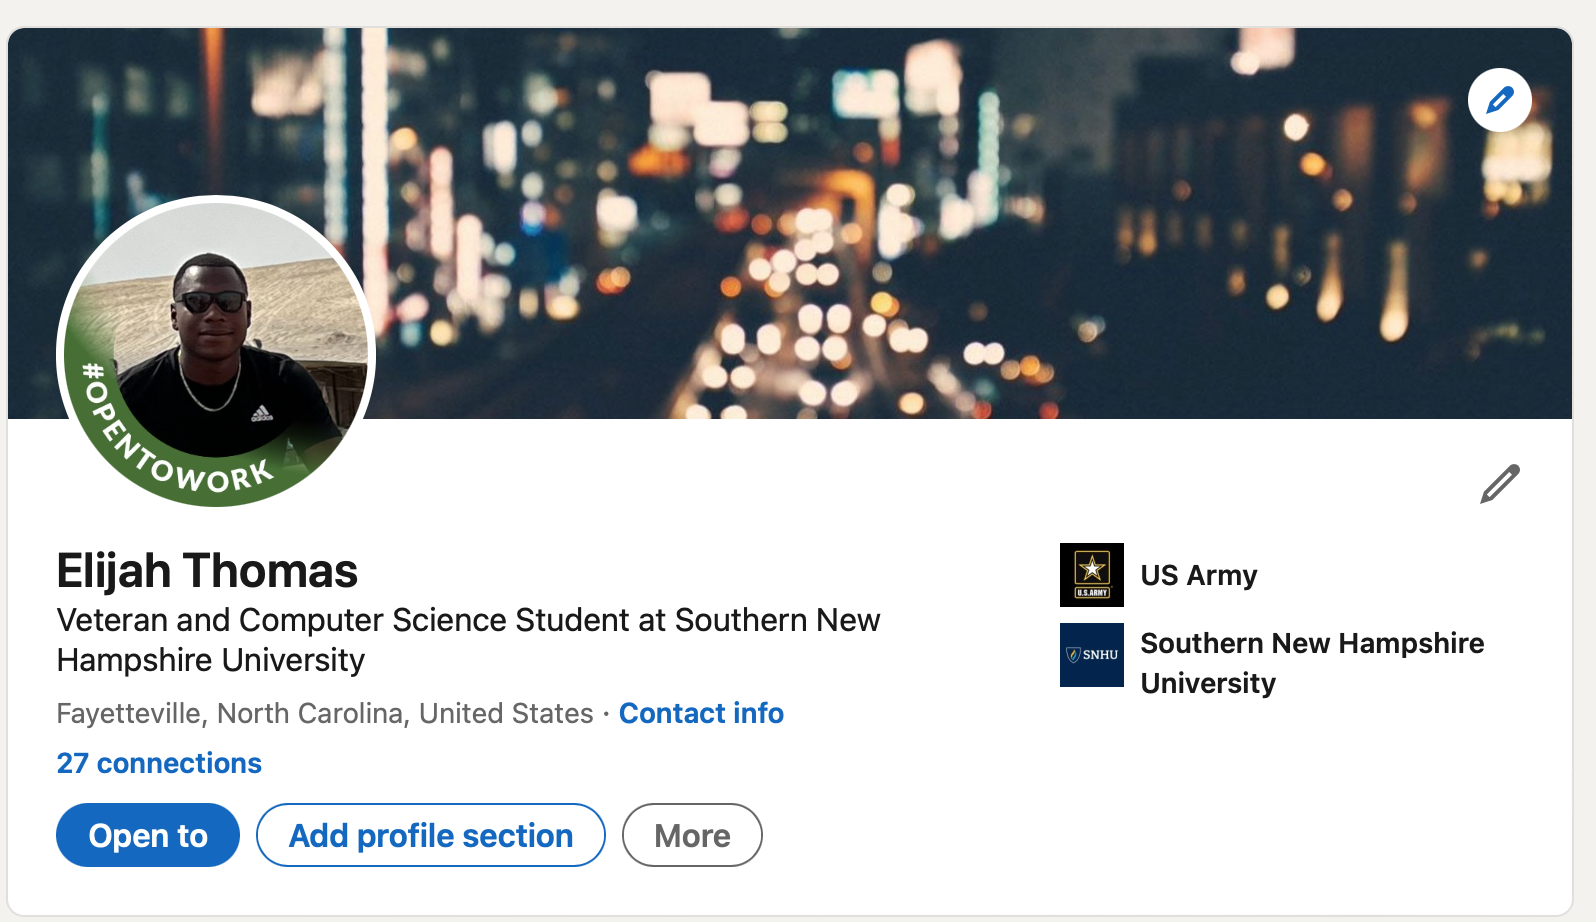 #OPENTOWORK
Elijah Thomas
Veteran and Computer Science Student at Southern New
Hampshire University
Fayetteville, North Carolina, United States · Contact info
27 connections
Open to
Add profile section
More
U.S.ARMY
US Army
SNHU
Southern New Hampshire
University